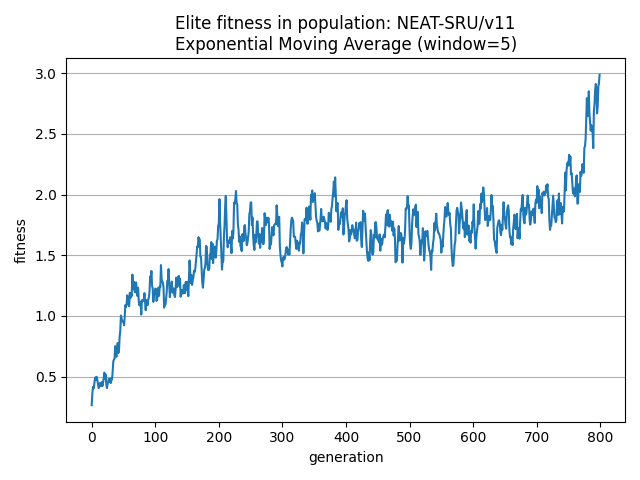 Elite fitness in population: NEAT-SRU/v11
Exponential Moving Average (window=5)
fitness
3.0
2.5
2.0
1.5
1.0
0.5
0 100 200 300 400 500 600 700 800
generation